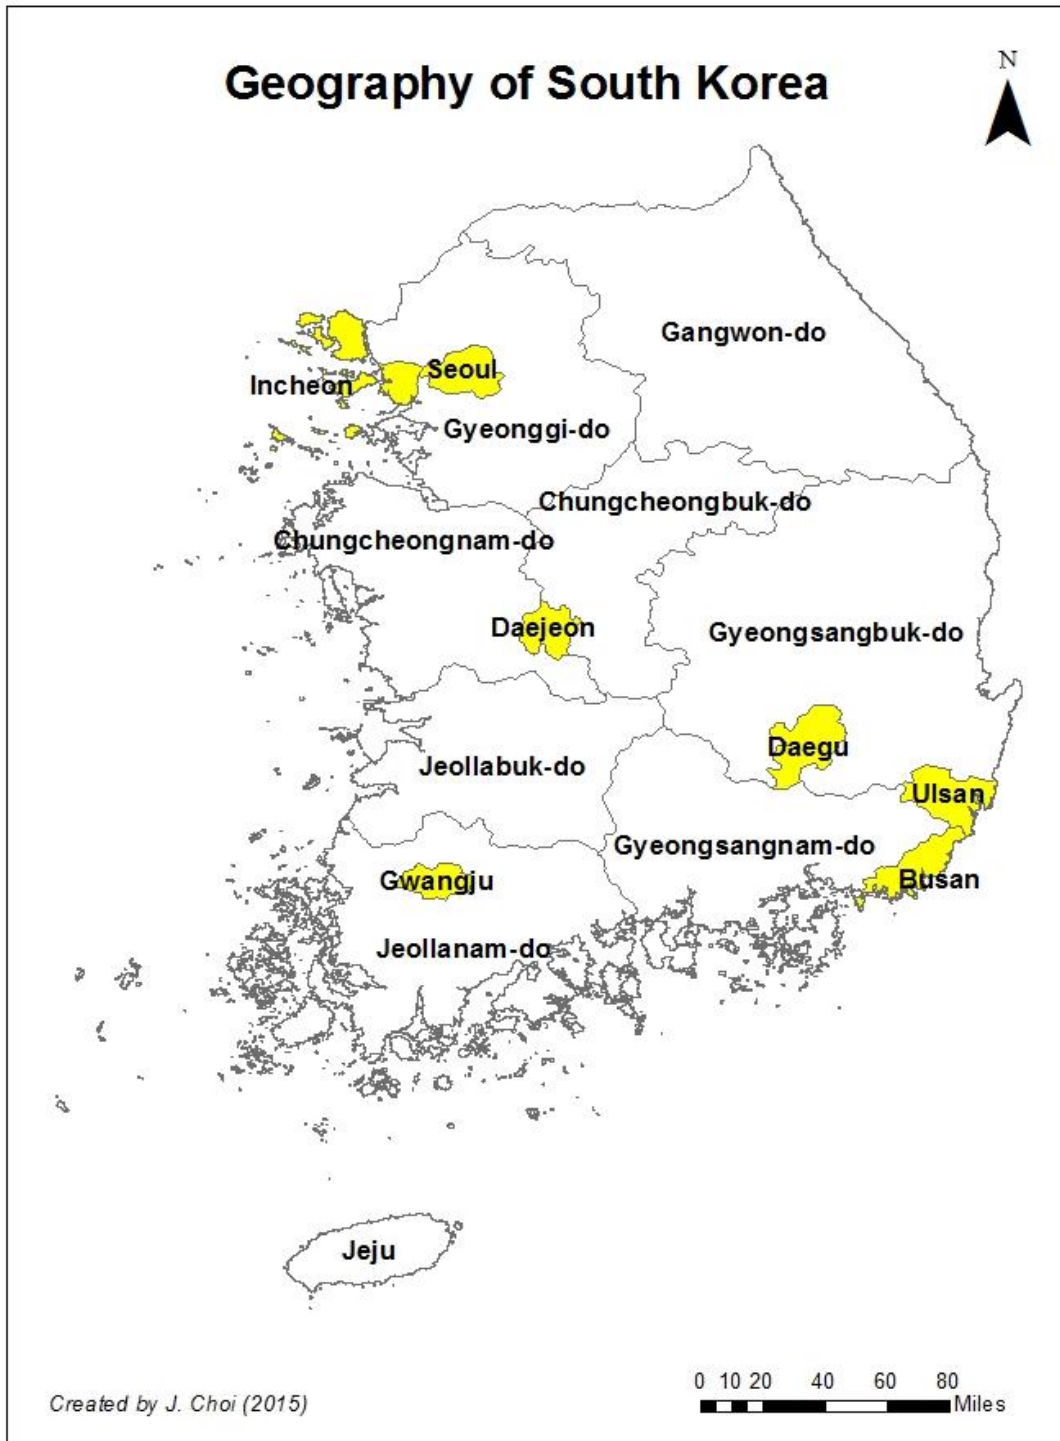 Geography of South Korea
N
Gangwon-do
Seoul
Incheon
Gyeonggi-do
Chungcheongbuk-do
Chungcheongnam-do
Daejeon
Gyeongsangbuk-do
Daegu
Jeollabuk-do
Ulsan
Gyeongsangnam-do
Gwangju
Busan
Jeollanam-do
Jeju
0 10 20 40 60 80
Miles
Created by J. Choi (2015)